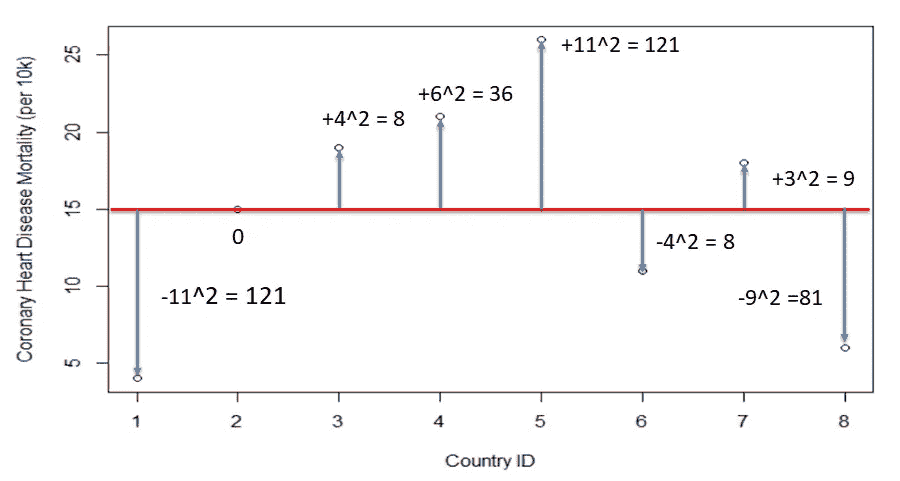 Coronary Heart Disease Mortality (per 10k)
25
20
15
10
5
+11^2 = 121
+6^2 = 36
+4^2 = 8
+3^2 = 9
0
-4^2 = 8
-11^2 = 121
-9^2 =81
1 2 3 4 5 6 7 8
Country ID